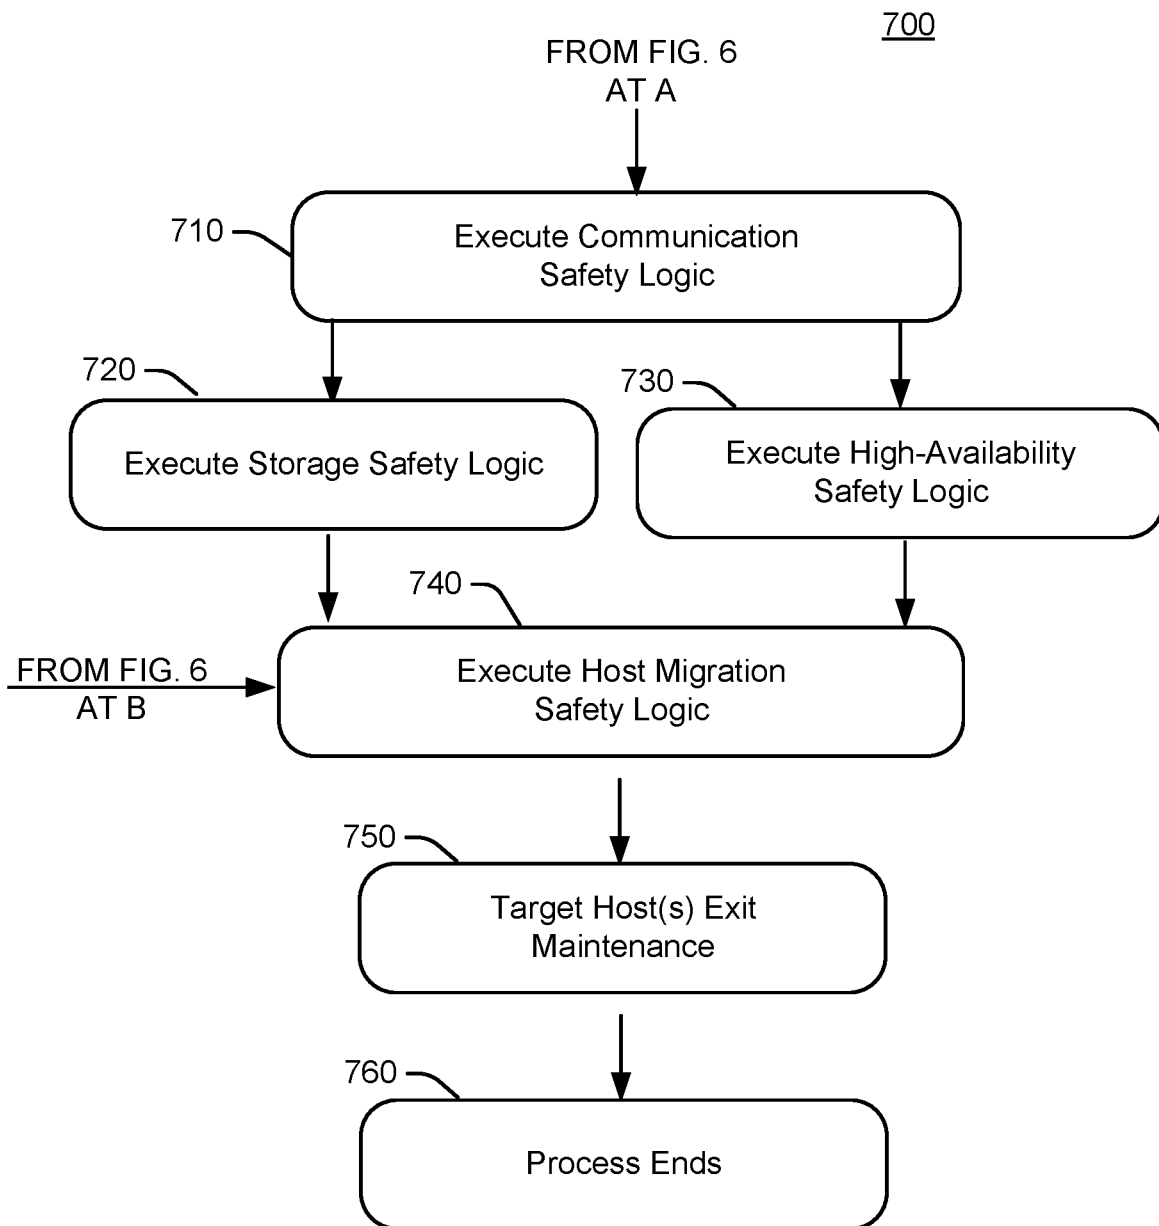 700
FROM FIG. 6
AT A
710
Execute Communication
Safety Logic
720
730
Execute Storage Safety Logic
Execute High-Availability
Safety Logic
740
FROM FIG. 6
AT B
Execute Host Migration
Safety Logic
750
Target Host(s) Exit
Maintenance
760
Process Ends